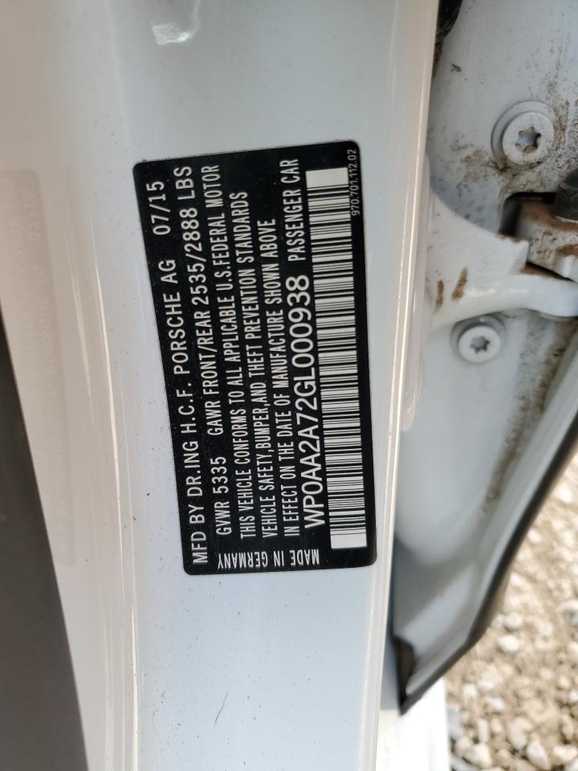 MFD BY DR.ING H.C.F. PORSCHE AG 07/15
GVWR 5335 GAWR FRONT/REAR 2535/2888 LBS
THIS VEHICLE CONFORMS TO ALL APPLICABLE U.S.FEDERAL MOTOR
VEHICLE SAFETY,BUMPER,AND THEFT PREVENTION STANDARDS
IN EFFECT ON THE DATE OF MANUFACTURE SHOWN ABOVE
WP0AA2A72GL000938 PASSENGER CAR
MADE IN GERMANY
970.701.112.02